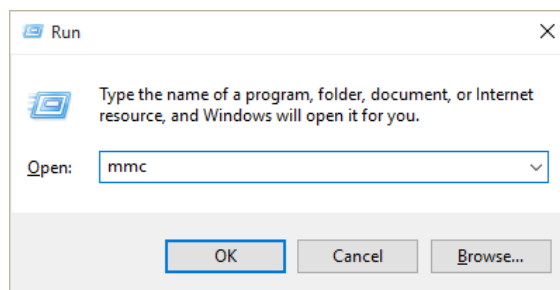 Run
Type the name of a program, folder, document, or Internet
resource, and Windows will open it for you.
Open:
mmc
OK
Cancel
Browse...